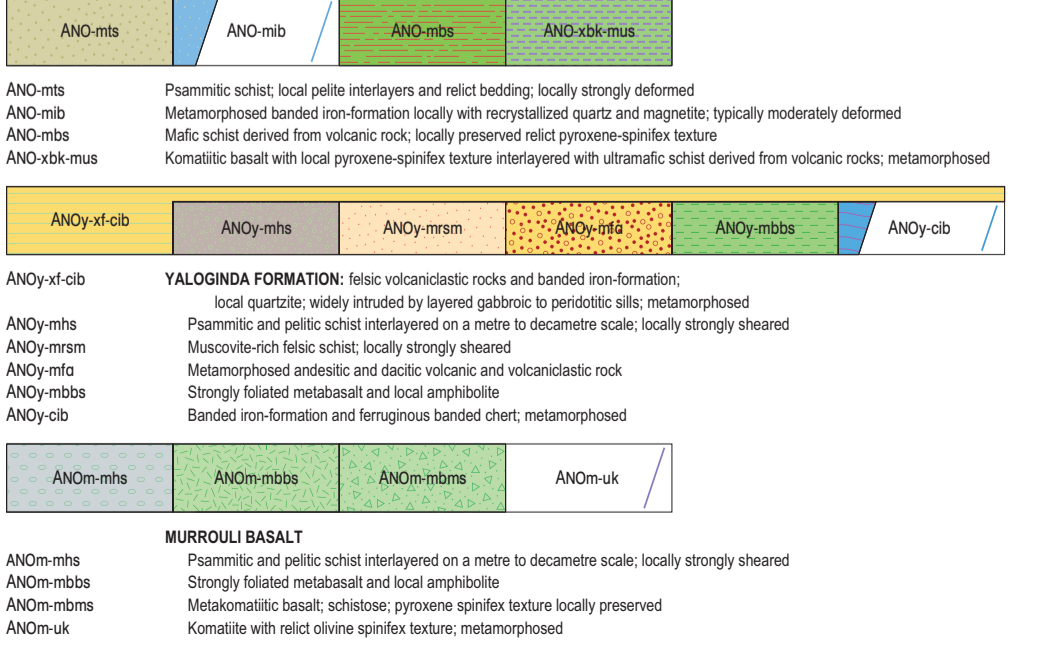 ANO-mts ANO-mib ANO-mbs ANO-xbk-mus
ANO-mts Psammitic schist; local pelite interlayers and relict bedding; locally strongly deformed
ANO-mib Metamorphosed banded iron-formation locally with recrystallized quartz and magnetite; typically moderately deformed
ANO-mbs Mafic schist derived from volcanic rock; locally preserved relict pyroxene-spinifex texture
ANO-xbk-mus Komatiitic basalt with local pyroxene-spinifex texture interlayered with ultramafic schist derived from volcanic rocks; metamorphosed
ANOy-xf-cib ANOy-mhs ANOy-mrsm ANOy-mfα ANOy-mbbs ANOy-cib
ANOy-xf-cib YALOGINDA FORMATION: felsic volcaniclastic rocks and banded iron-formation;
local quartzite; widely intruded by layered gabbroic to peridotitic sills; metamorphosed
ANOy-mhs Psammitic and pelitic schist interlayered on a metre to decametre scale; locally strongly sheared
ANOy-mrsm Muscovite-rich felsic schist; locally strongly sheared
ANOy-mfα Metamorphosed andesitic and dacitic volcanic and volcaniclastic rock
ANOy-mbbs Strongly foliated metabasalt and local amphibolite
ANOy-cib Banded iron-formation and ferruginous banded chert; metamorphosed
ANOm-mhs ANOm-mbbs ANOm-mbms ANOm-uk
MURROULI BASALT
ANOm-mhs Psammitic and pelitic schist interlayered on a metre to decametre scale; locally strongly sheared
ANOm-mbbs Strongly foliated metabasalt and local amphibolite
ANOm-mbms Metakomatiitic basalt; schistose; pyroxene spinifex texture locally preserved
ANOm-uk Komatiite with relict olivine spinifex texture; metamorphosed